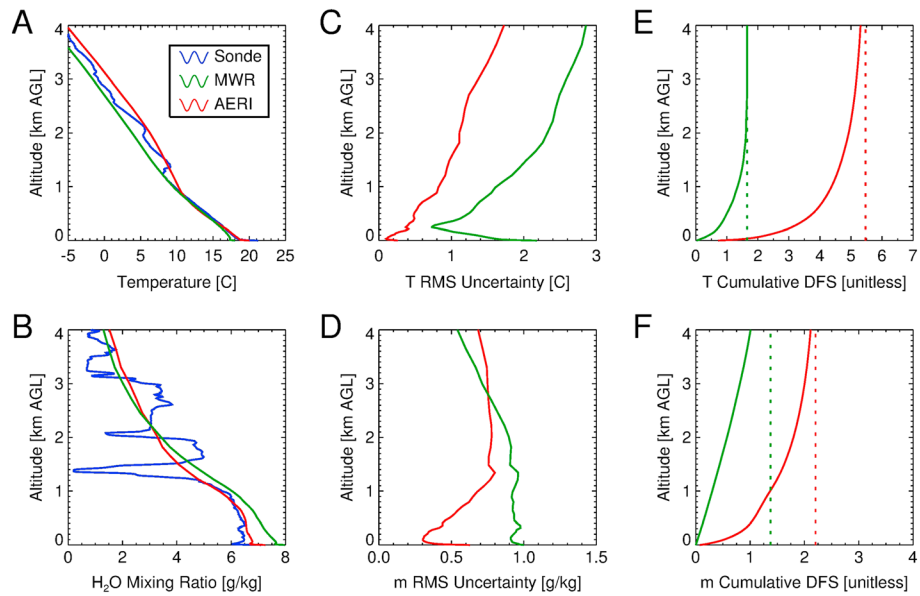 A
C
E
4
3
2
1
0
Altitude [km AGL]
Sonde
MWR
AERI
-5 0 5 10 15 20 25
Temperature [C]
4
3
2
1
0
Altitude [km AGL]
0 1 2 3
T RMS Uncertainty [C]
4
3
2
1
0
Altitude [km AGL]
0 1 2 3 4 5 6 7
T Cumulative DFS [unitless]
B
D
F
4
3
2
1
0
Altitude [km AGL]
0 2 4 6 8
H₂O Mixing Ratio [g/kg]
4
3
2
1
0
Altitude [km AGL]
0.0 0.5 1.0 1.5
m RMS Uncertainty [g/kg]
4
3
2
1
0
Altitude [km AGL]
0 1 2 3 4
m Cumulative DFS [unitless]